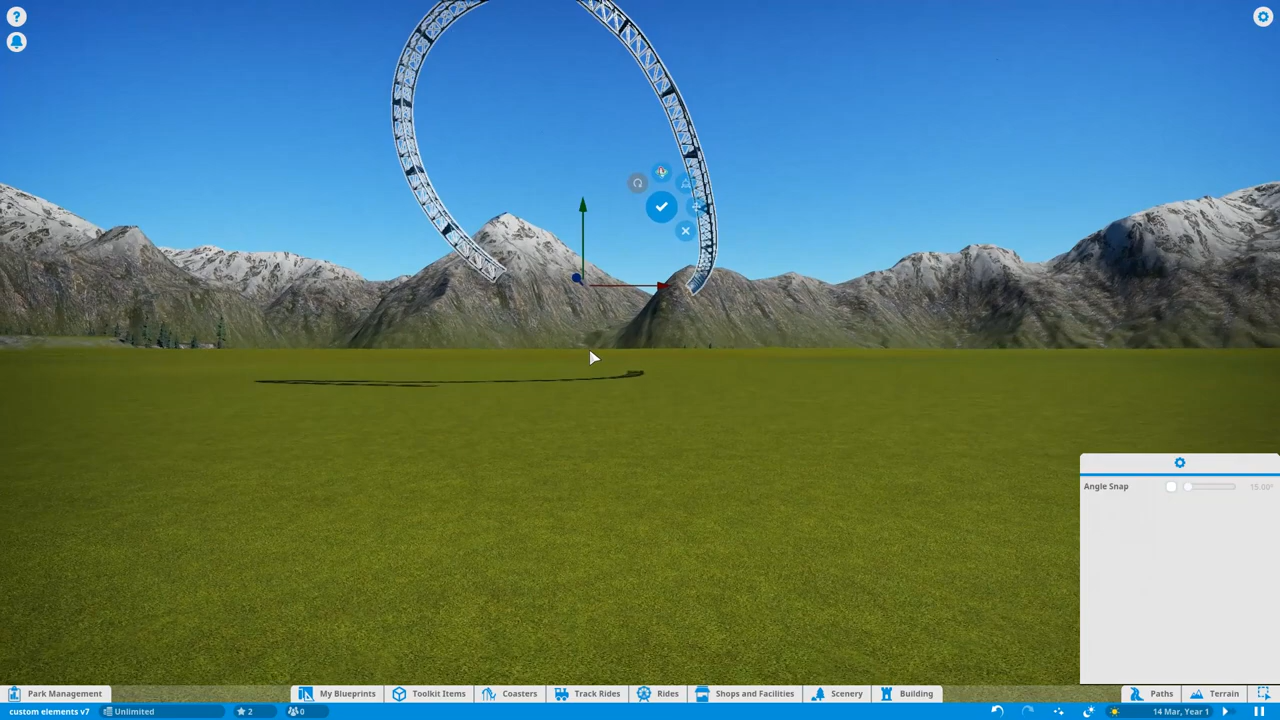 ?
Angle Snap 15.00°
Park Management My Blueprints Toolkit Items Coasters Track Rides Rides Shops and Facilities Scenery Building Paths Terrain
custom elements v7 Unlimited 2 0 14 Mar, Year 1